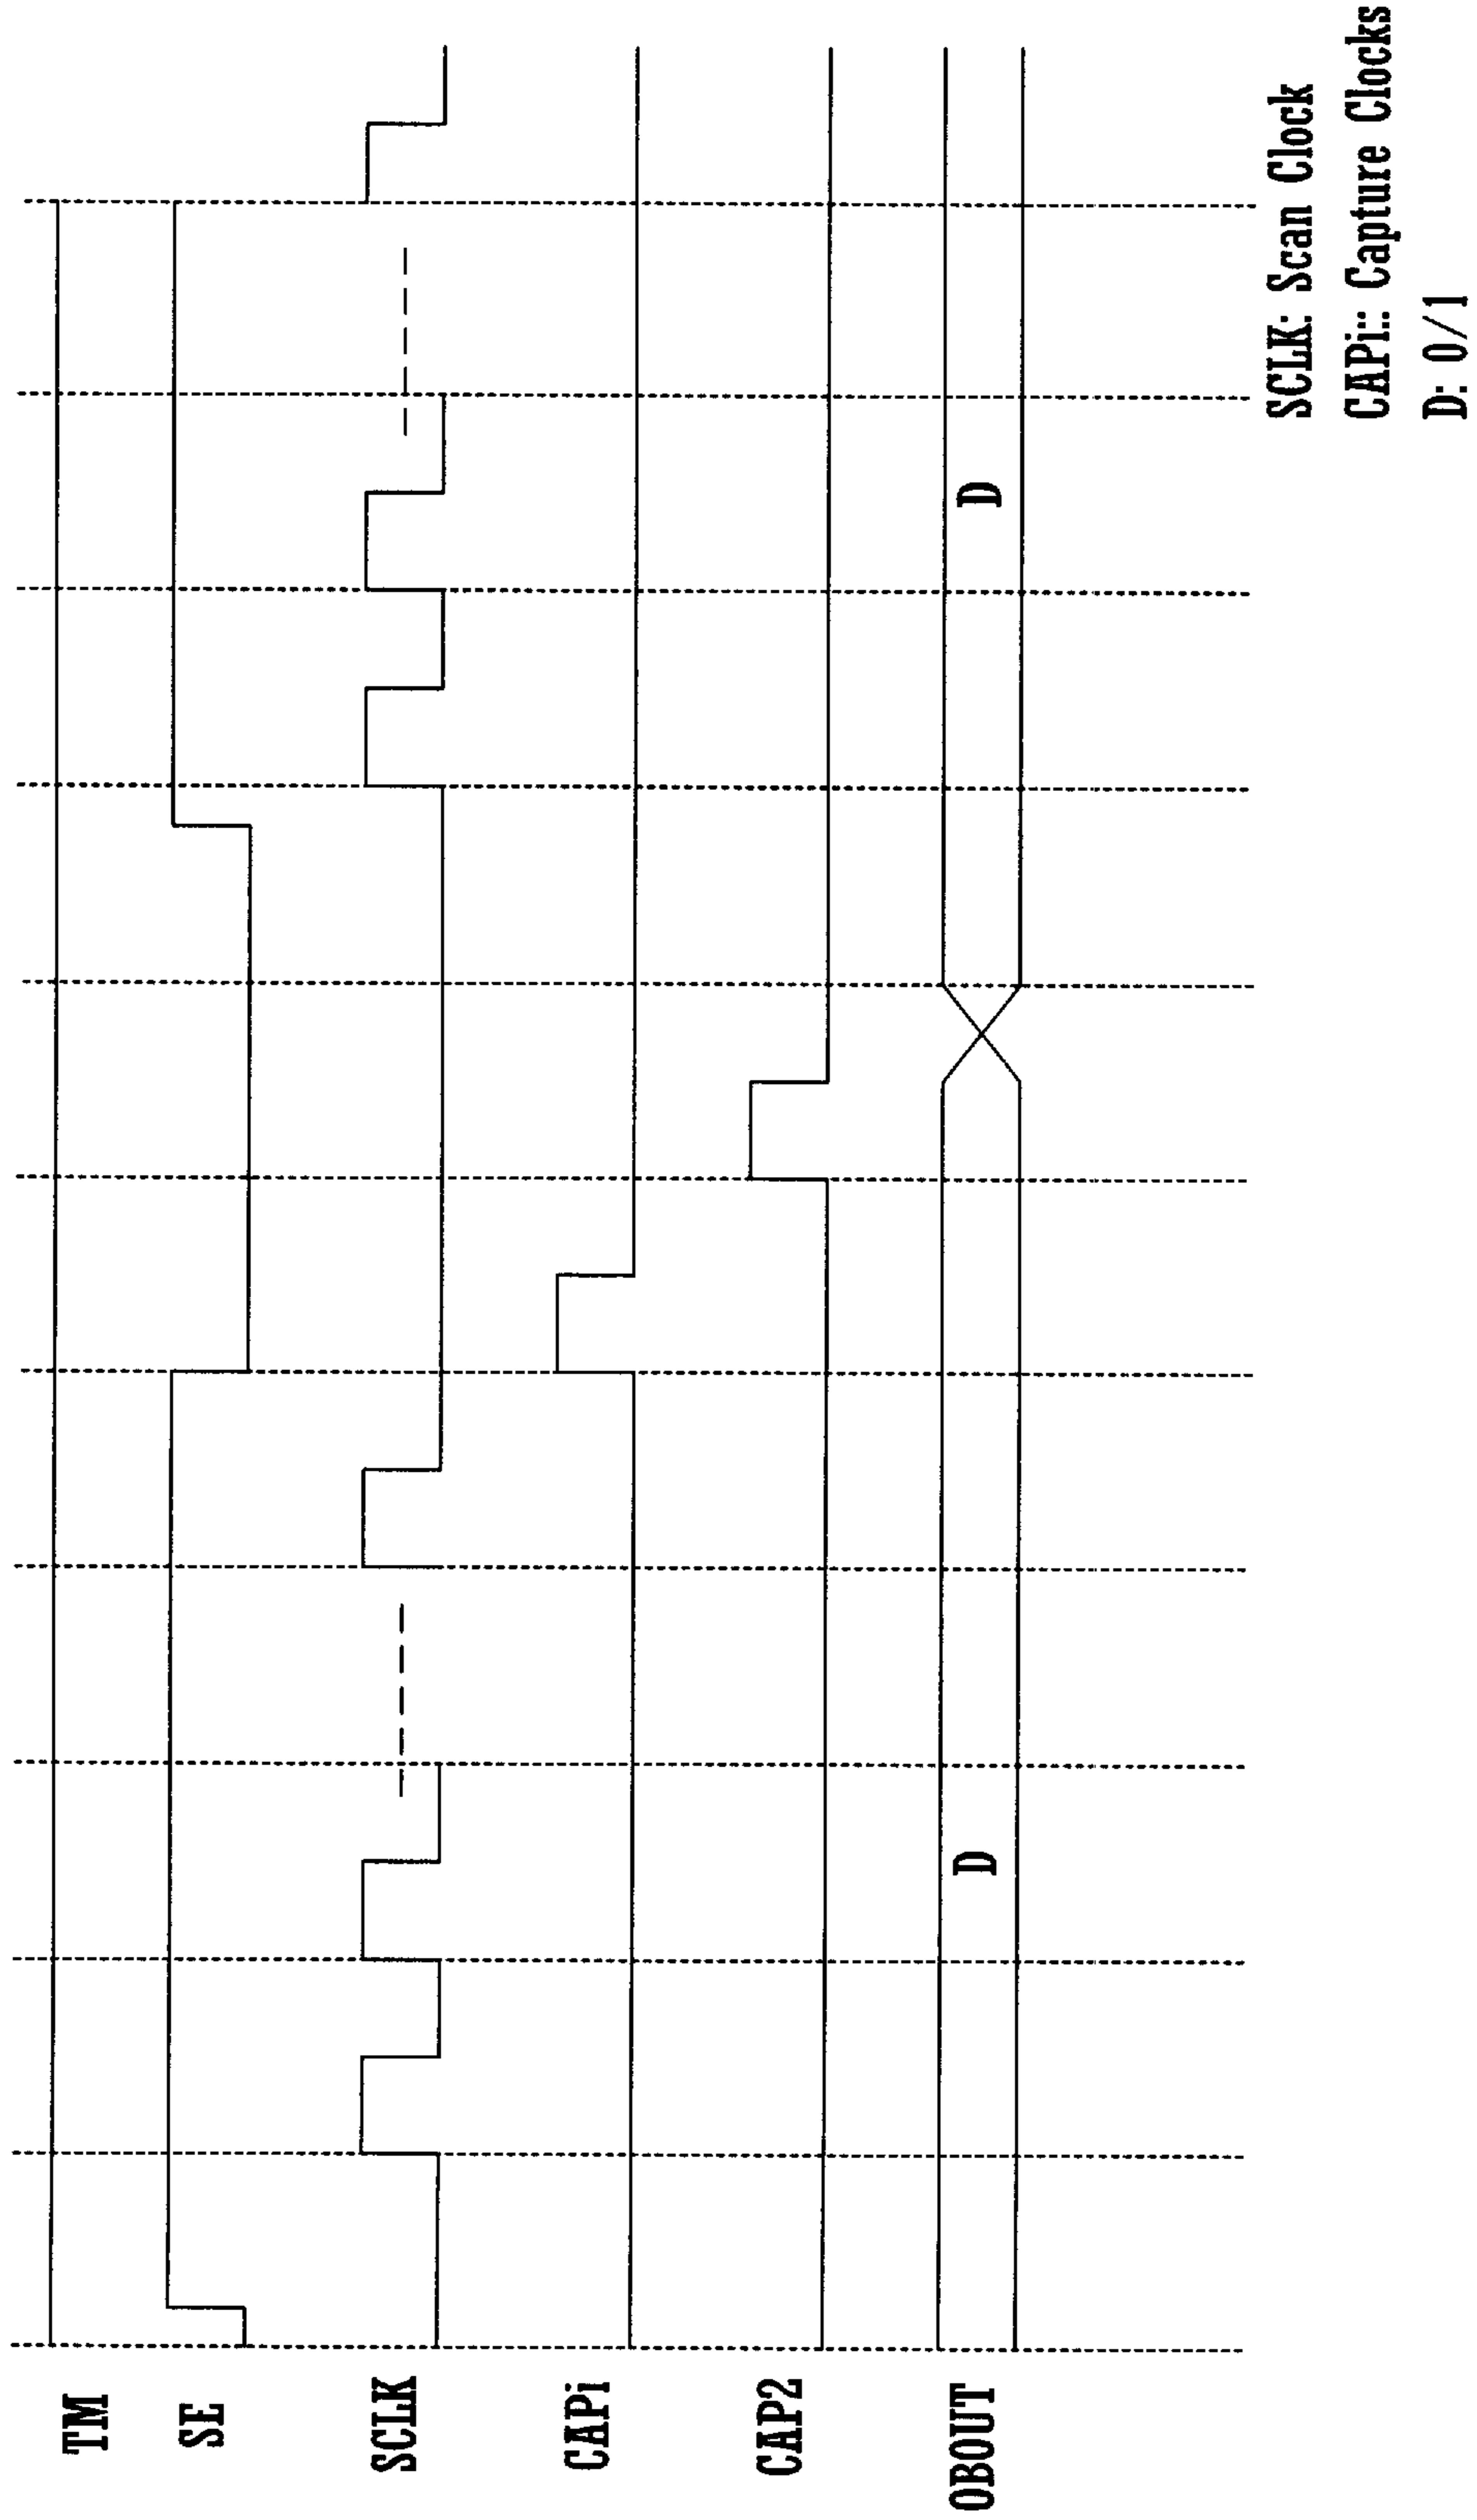 TM
SE
SCLK
CAPi
CAP2
OBOUT
D
D
SCLK: Scan Clock
CAPi:: Capture Clocks
D: 0/1